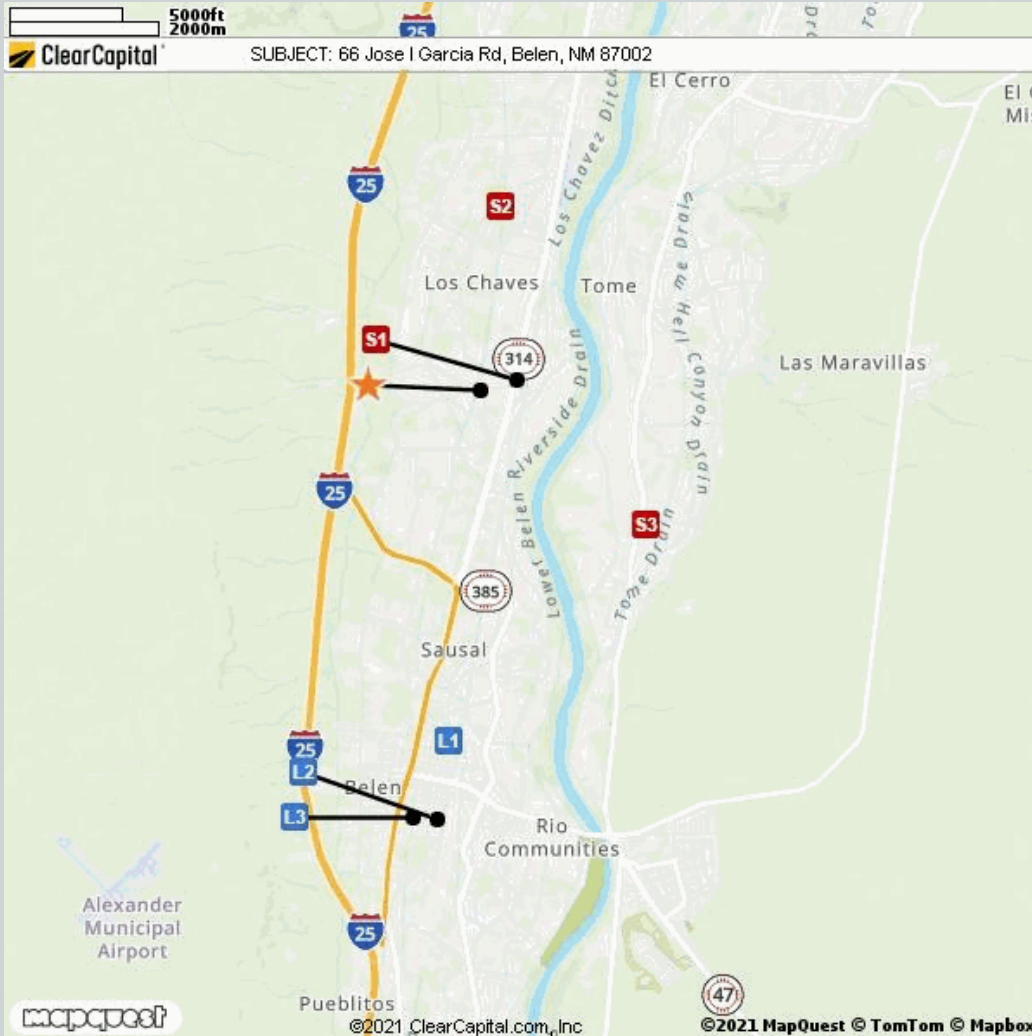 5000ft
2000m
25
ClearCapital
SUBJECT: 66 Jose I Garcia Rd, Belen, NM 87002
El Cerro
25
S2
Los Chavez Ditch
Los Chaves
Tome
S1
314
Las Maravillas
Lower Belen Riverside Drain
25
S3
Tome Drain
385
Sausal
L1
25
L2
Belen
L3
Rio
Communities
Alexander
Municipal
Airport
25
Pueblitos
47
mapquest
©2021 ClearCapital.com, Inc
©2021 MapQuest © TomTom © Mapbox